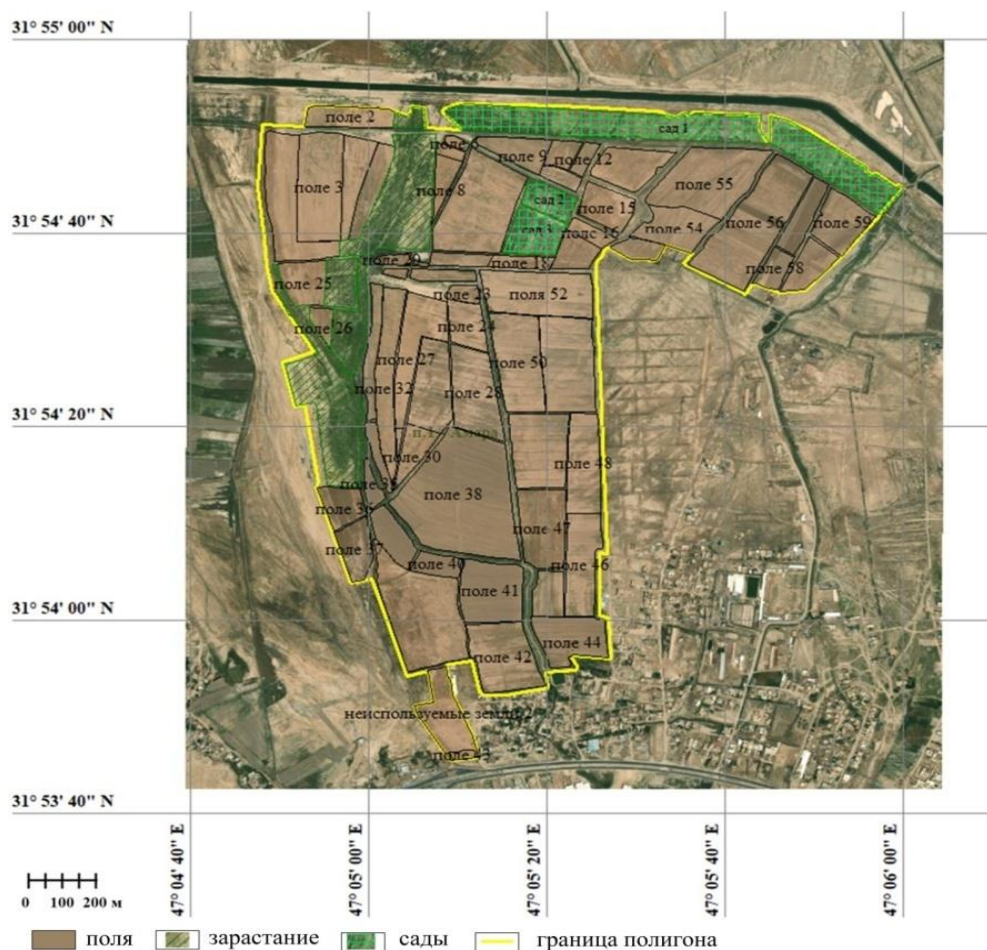 31° 55' 00" N
поле 2
сад 1
поле 9
поле 12
поле 3
поле 8
поле 55
сад 2
поле 15
поле 56
поле 59
31° 54' 40" N
сад 3
поле 16
поле 54
поле 18
поле 58
поле 25
поле 23
поля 52
поле 26
поле 24
поле 27
поле 50
поле 32
поле 28
31° 54' 20" N
поле 30
поле 48
поле 38
поле 36
поле 47
поле 37
поле 40
поле 46
поле 41
31° 54' 00" N
поле 44
поле 42
неиспользуемые земли 2
поле
31° 53' 40" N
47° 04' 40" E
47° 05' 00" E
47° 05' 20" E
47° 05' 40" E
47° 06' 00" E
0 100 200 м
поля зарастание сады граница полигона